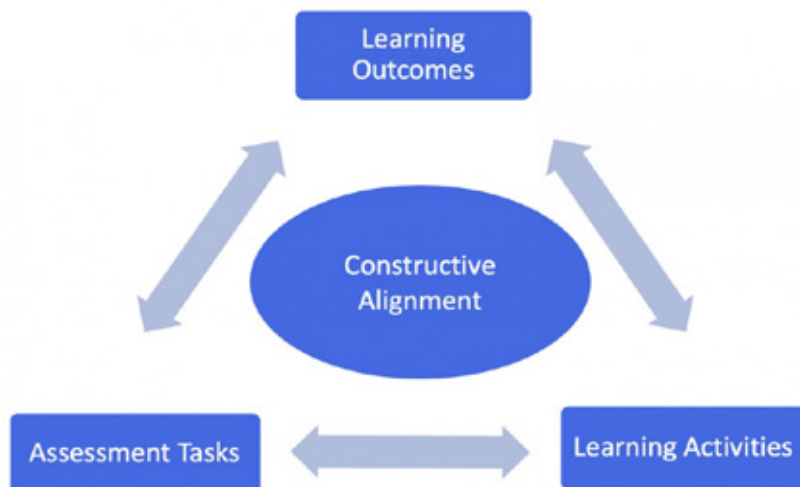 Learning
Outcomes
Constructive
Alignment
Assessment Tasks
Learning Activities